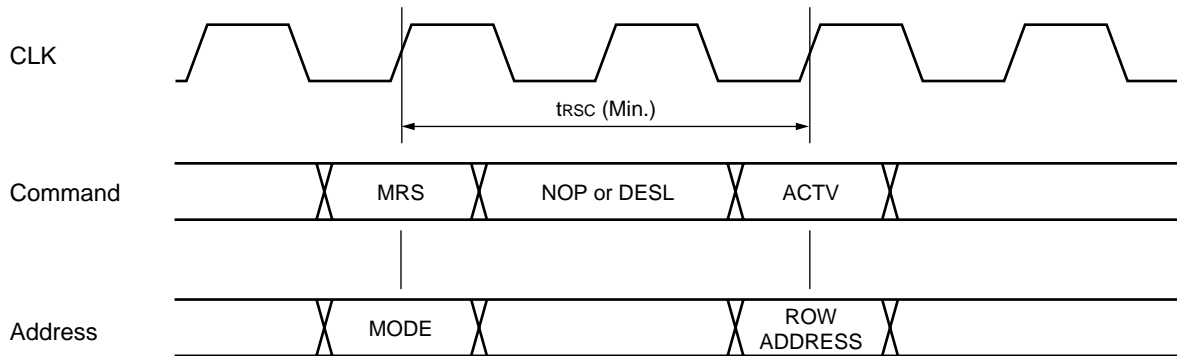 CLK
tRSC (Min.)
Command
MRS
NOP or DESL
ACTV
Address
MODE
ROW
ADDRESS